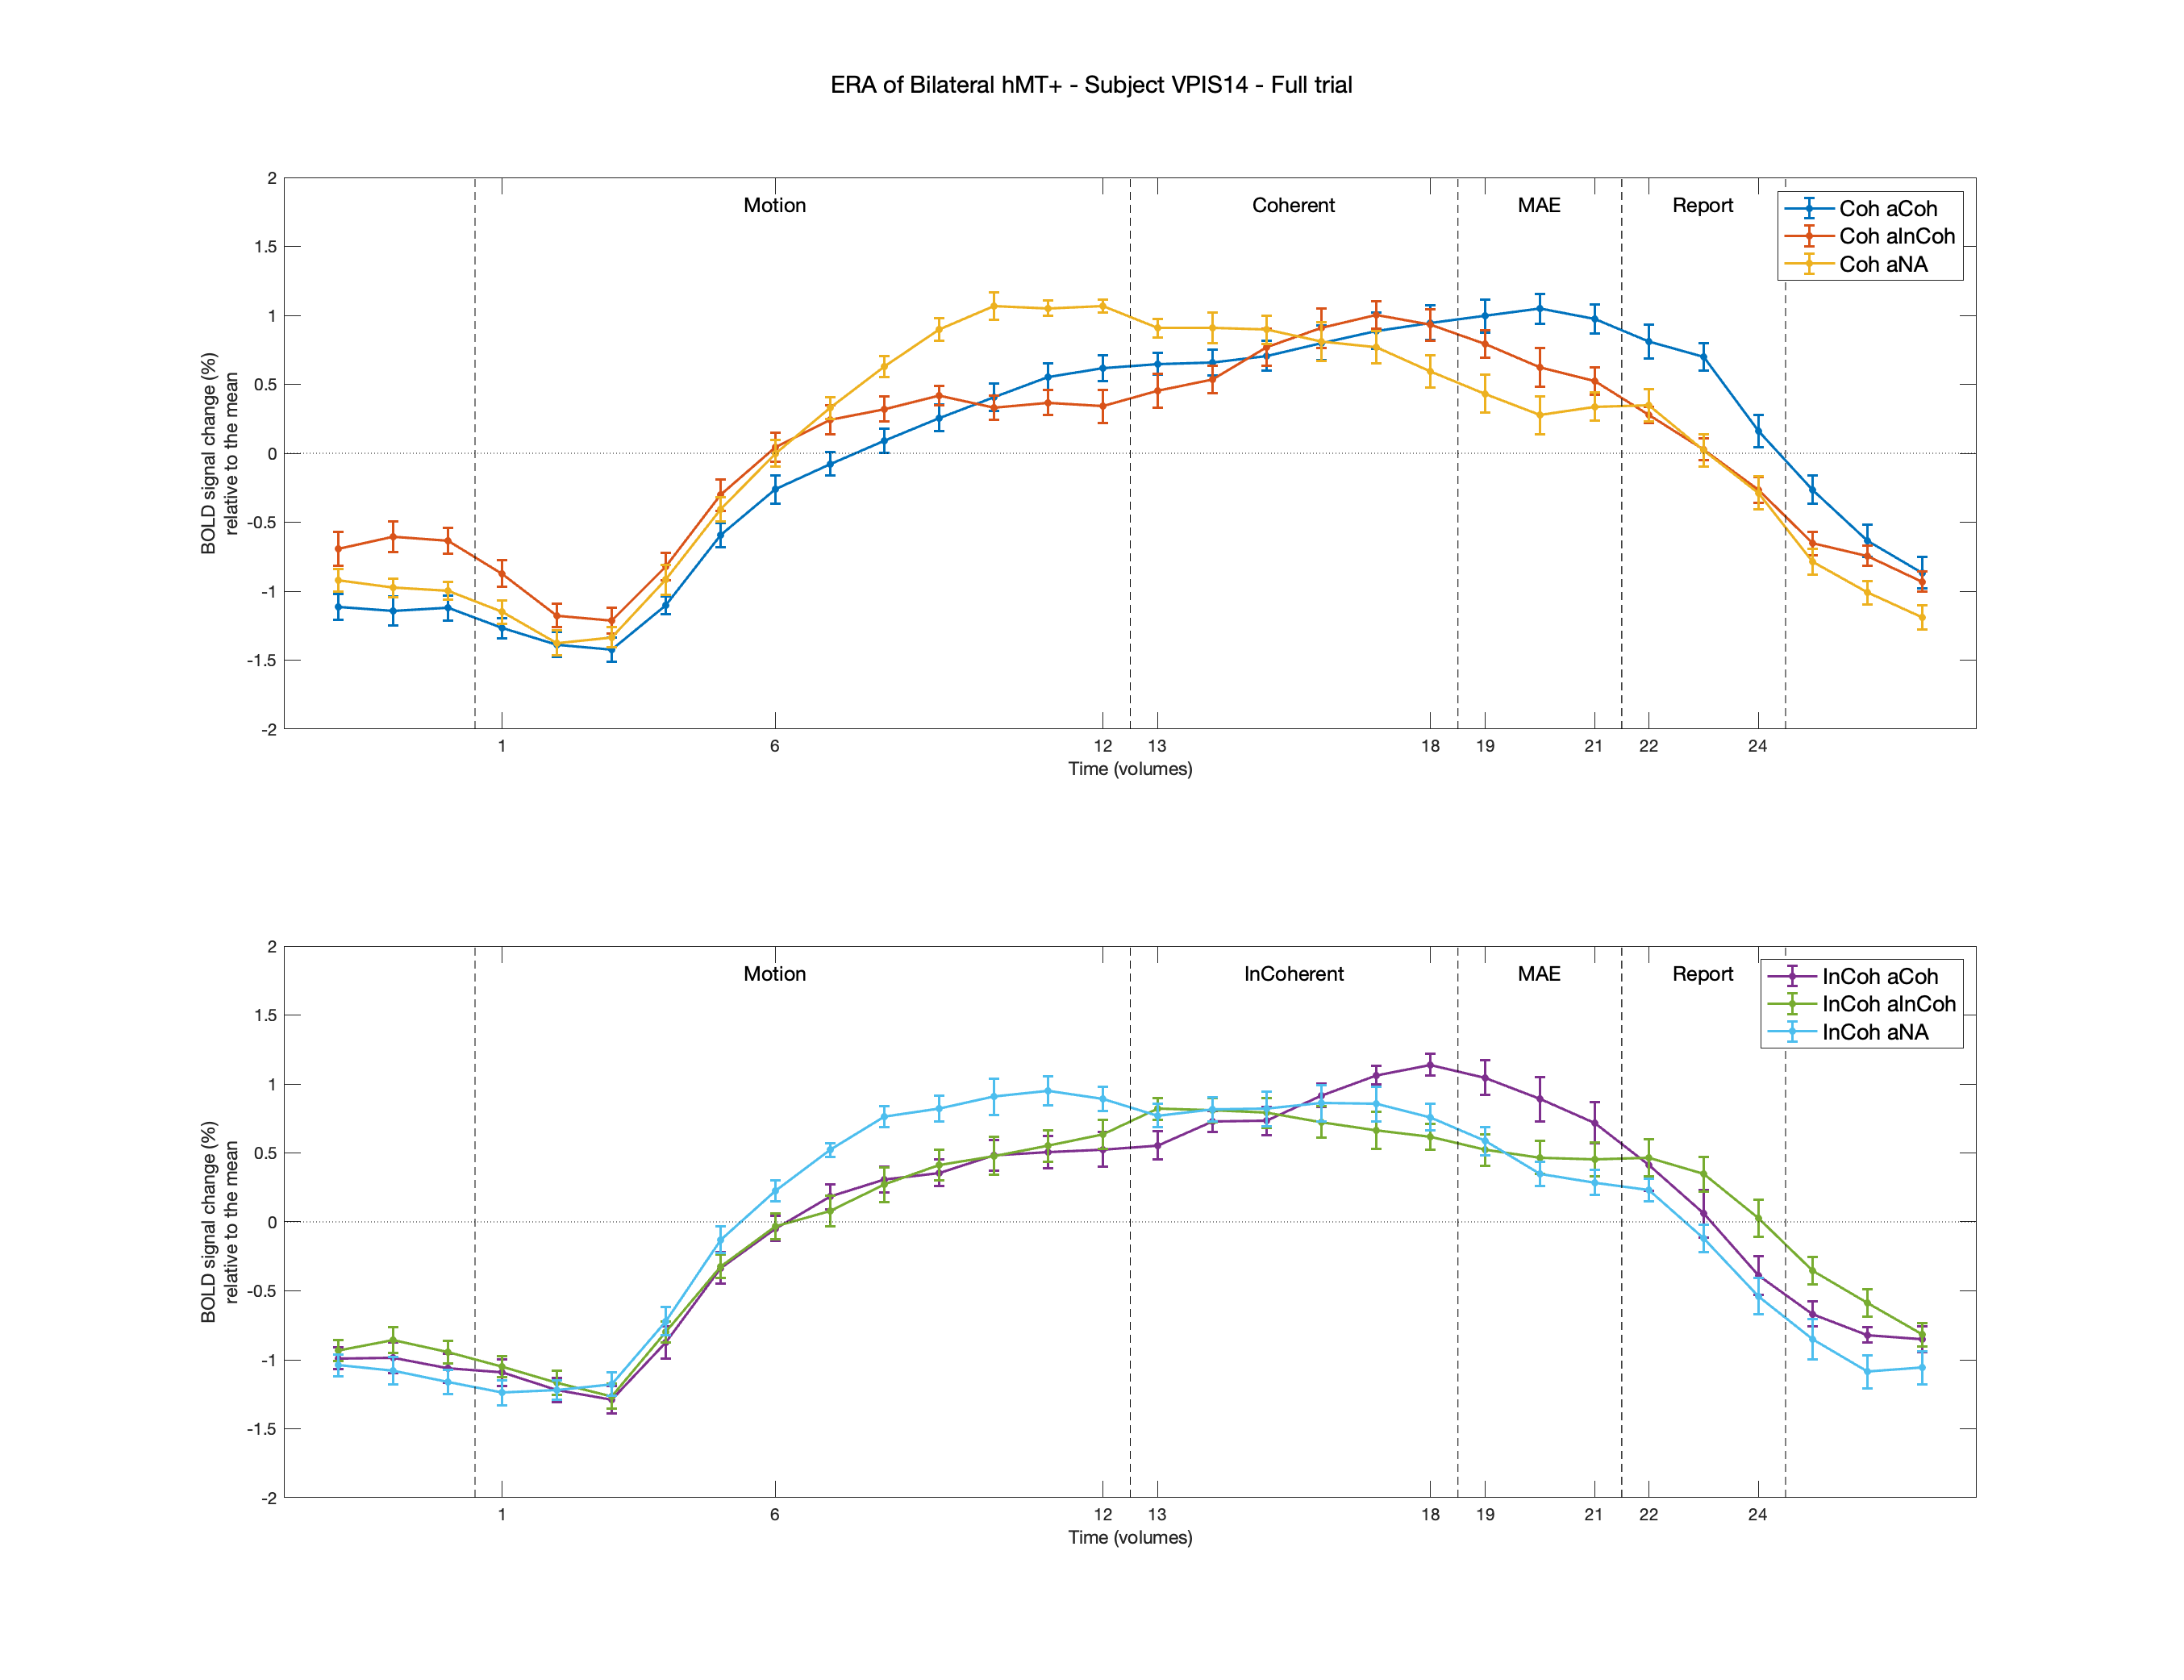 ERA of Bilateral hMT+ - Subject VPIS14 - Full trial
Motion
Coherent
MAE
Report
Coh aCoh
Coh aInCoh
Coh aNA
2
1.5
1
0.5
0
-0.5
-1
-1.5
-2
BOLD signal change (%)
relative to the mean
1
6
12
13
18
19
21
22
24
Time (volumes)
Motion
InCoherent
MAE
Report
InCoh aCoh
InCoh aInCoh
InCoh aNA
2
1.5
1
0.5
0
-0.5
-1
-1.5
-2
BOLD signal change (%)
relative to the mean
1
6
12
13
18
19
21
22
24
Time (volumes)